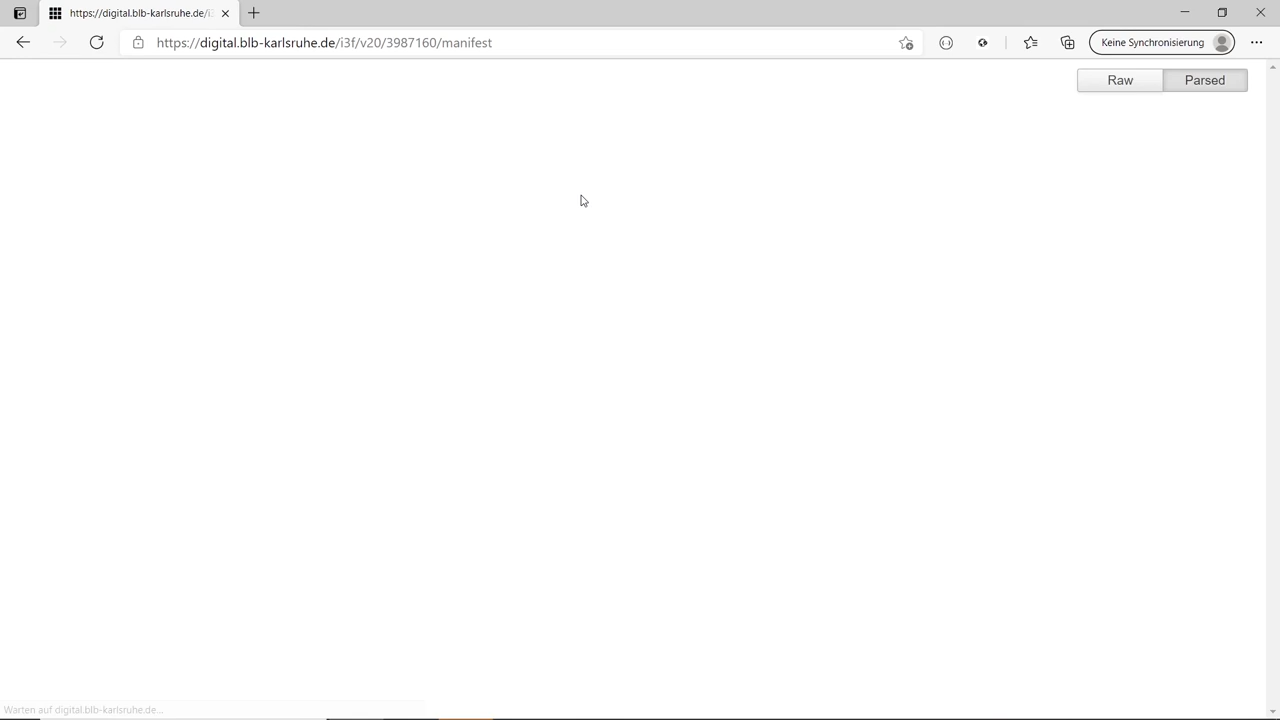 https://digital.blb-karlsruhe.de/i
https://digital.blb-karlsruhe.de/i3f/v20/3987160/manifest
Keine Synchronisierung
Raw
Parsed
Warten auf digital.blb-karlsruhe.de...